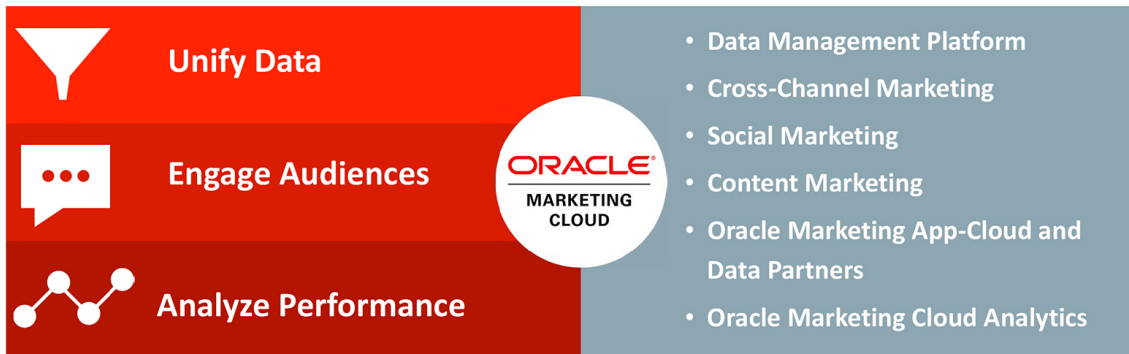 Unify Data
Engage Audiences
Analyze Performance
ORACLE®
MARKETING
CLOUD
• Data Management Platform
• Cross-Channel Marketing
• Social Marketing
• Content Marketing
• Oracle Marketing App-Cloud and
Data Partners
• Oracle Marketing Cloud Analytics